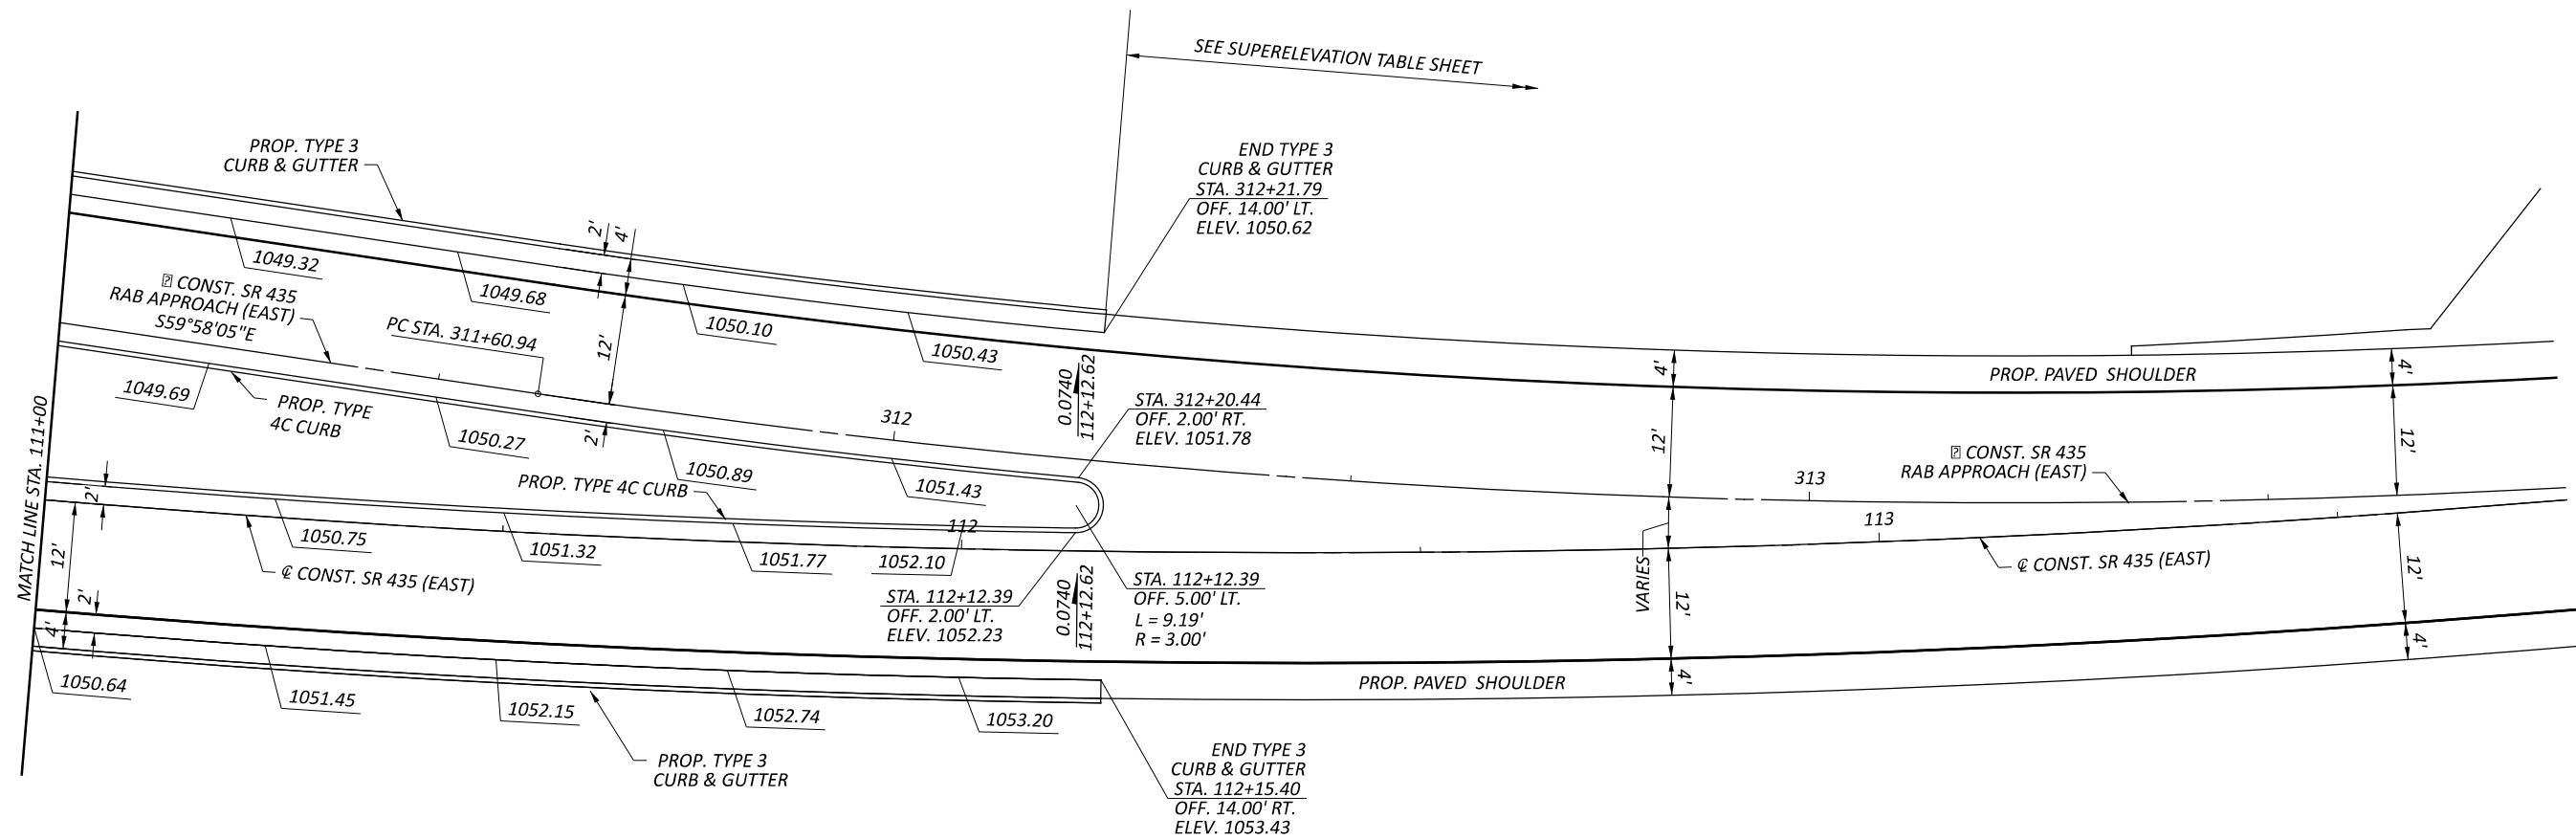 SEE SUPERELEVATION TABLE SHEET
PROP. TYPE 3
CURB & GUTTER
END TYPE 3
CURB & GUTTER
STA. 312+21.79
OFF. 14.00' LT.
ELEV. 1050.62
2'
4'
1049.32
1049.68
1050.10
1050.43
CONST. SR 435
RAB APPROACH (EAST)
S59°58'05"E
PC STA. 311+60.94
12'
1049.69
PROP. TYPE
4C CURB
1050.27
1050.89
1051.43
2'
312
0.0740
112+12.62
STA. 312+20.44
OFF. 2.00' RT.
ELEV. 1051.78
4'
12'
PROP. PAVED SHOULDER
4'
12'
℄ CONST. SR 435
RAB APPROACH (EAST)
313
MATCH LINE STA. 111+00
2'
12'
PROP. TYPE 4C CURB
1050.75
1051.32
1051.77
112
1052.10
℄ CONST. SR 435 (EAST)
STA. 112+12.39
OFF. 2.00' LT.
ELEV. 1052.23
0.0740
112+12.62
STA. 112+12.39
OFF. 5.00' LT.
L = 9.19'
R = 3.00'
VARIES
12'
113
℄ CONST. SR 435 (EAST)
12'
2'
4'
1050.64
1051.45
1052.15
1052.74
1053.20
PROP. PAVED SHOULDER
4'
4'
PROP. TYPE 3
CURB & GUTTER
END TYPE 3
CURB & GUTTER
STA. 112+15.40
OFF. 14.00' RT.
ELEV. 1053.43